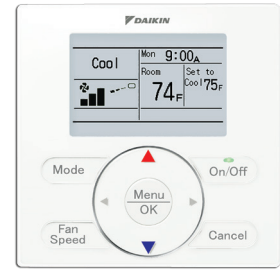 DAIKIN
Mon 9:00A
Cool
Room
Set to
Cool 75F
74F
Mode
On/Off
Menu
OK
Fan
Speed
Cancel